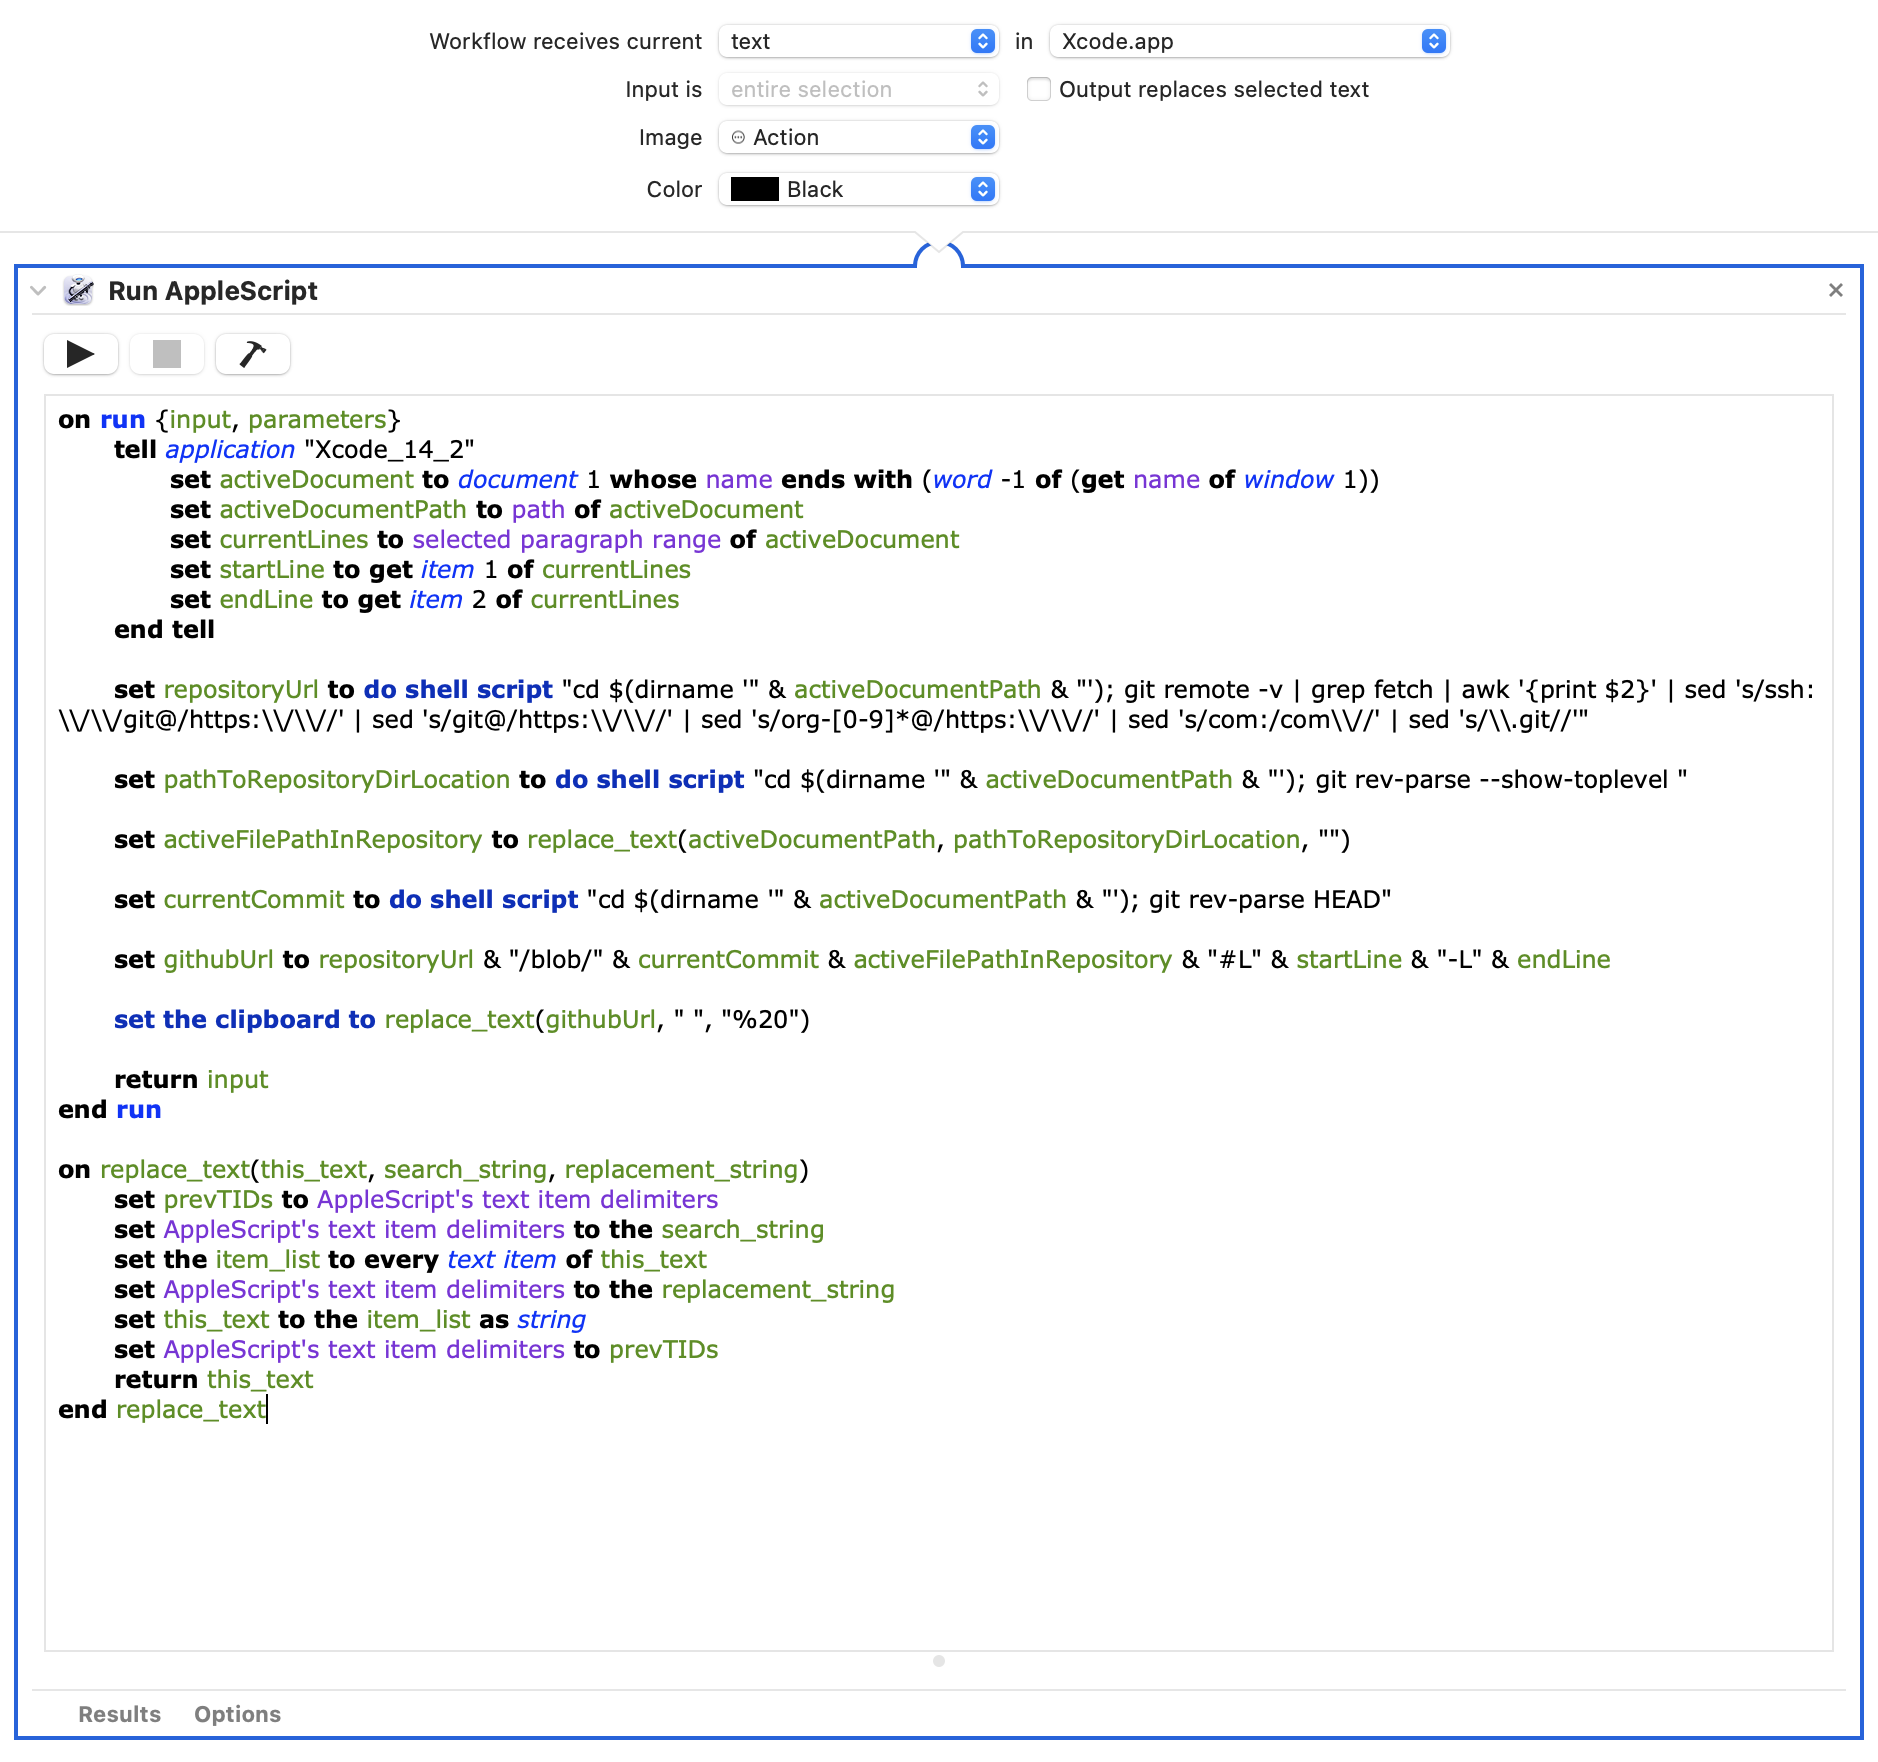 Workflow receives current text in Xcode.app
Input is entire selection Output replaces selected text
Image Action
Color Black
Run AppleScript
on run {input, parameters}
tell application "Xcode_14_2"
set activeDocument to document 1 whose name ends with (word -1 of (get name of window 1))
set activeDocumentPath to path of activeDocument
set currentLines to selected paragraph range of activeDocument
set startLine to get item 1 of currentLines
set endLine to get item 2 of currentLines
end tell
set repositoryUrl to do shell script "cd $(dirname '" & activeDocumentPath & "'); git remote -v | grep fetch | awk '{print $2}' | sed 's/ssh:
\\/\\/git@/https:\\/\\//' | sed 's/git@/https:\\/\\//' | sed 's/org-[0-9]*@/https:\\/\\//' | sed 's/com:/com\\//' | sed 's/\\.git//'"
set pathToRepositoryDirLocation to do shell script "cd $(dirname '" & activeDocumentPath & "'); git rev-parse --show-toplevel "
set activeFilePathInRepository to replace_text(activeDocumentPath, pathToRepositoryDirLocation, "")
set currentCommit to do shell script "cd $(dirname '" & activeDocumentPath & "'); git rev-parse HEAD"
set githubUrl to repositoryUrl & "/blob/" & currentCommit & activeFilePathInRepository & "#L" & startLine & "-L" & endLine
set the clipboard to replace_text(githubUrl, " ", "%20")
return input
end run
on replace_text(this_text, search_string, replacement_string)
set prevTIDs to AppleScript's text item delimiters
set AppleScript's text item delimiters to the search_string
set the item_list to every text item of this_text
set AppleScript's text item delimiters to the replacement_string
set this_text to the item_list as string
set AppleScript's text item delimiters to prevTIDs
return this_text
end replace_text
Results Options